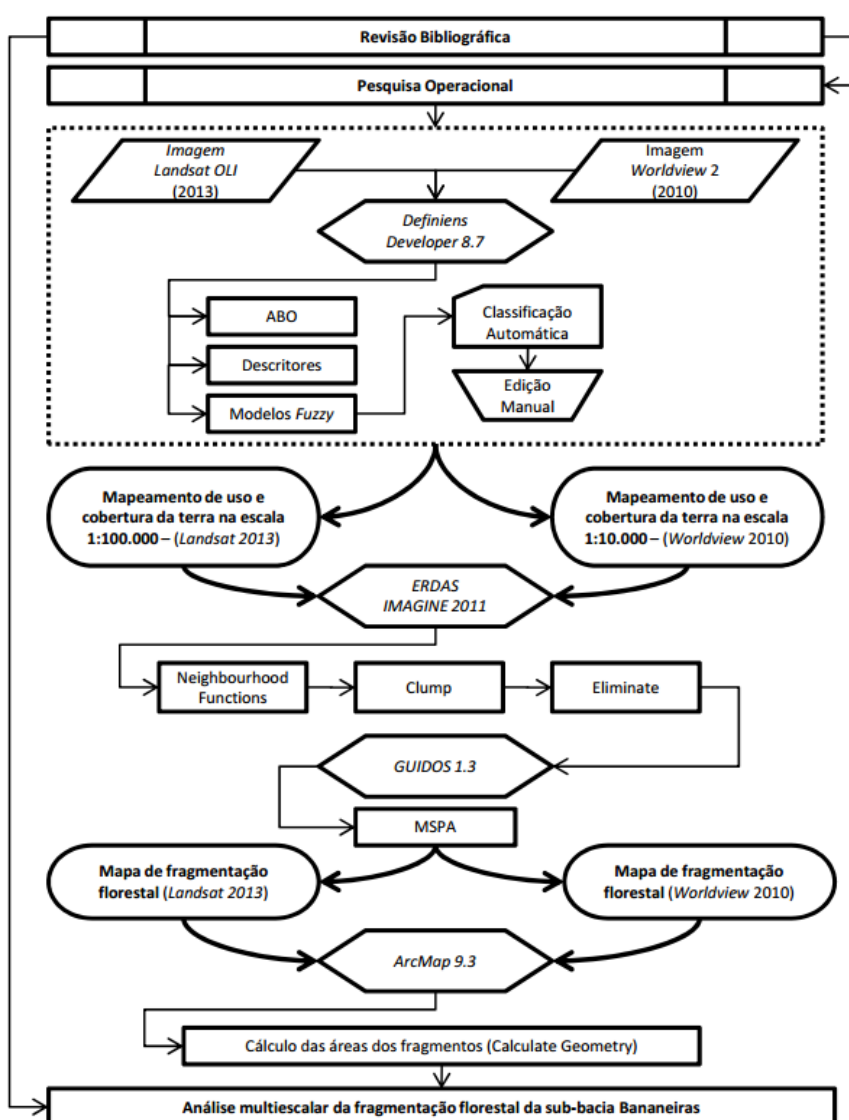 Revisão Bibliográfica
Pesquisa Operacional
Imagem
Landsat OLI
(2013)
Imagem
Worldview 2
(2010)
Definiens
Developer 8.7
ABO
Descritores
Modelos Fuzzy
Classificação
Automática
Edição
Manual
Mapeamento de uso e
cobertura da terra na escala
1:100.000 – (Landsat 2013)
Mapeamento de uso e
cobertura da terra na escala
1:10.000 – (Worldview 2010)
ERDAS
IMAGINE 2011
Neighbourhood
Functions
Clump
Eliminate
GUIDOS 1.3
MSPA
Mapa de fragmentação
florestal (Landsat 2013)
Mapa de fragmentação
florestal (Worldview 2010)
ArcMap 9.3
Cálculo das áreas dos fragmentos (Calculate Geometry)
Análise multiescalar da fragmentação florestal da sub-bacia Bananeiras